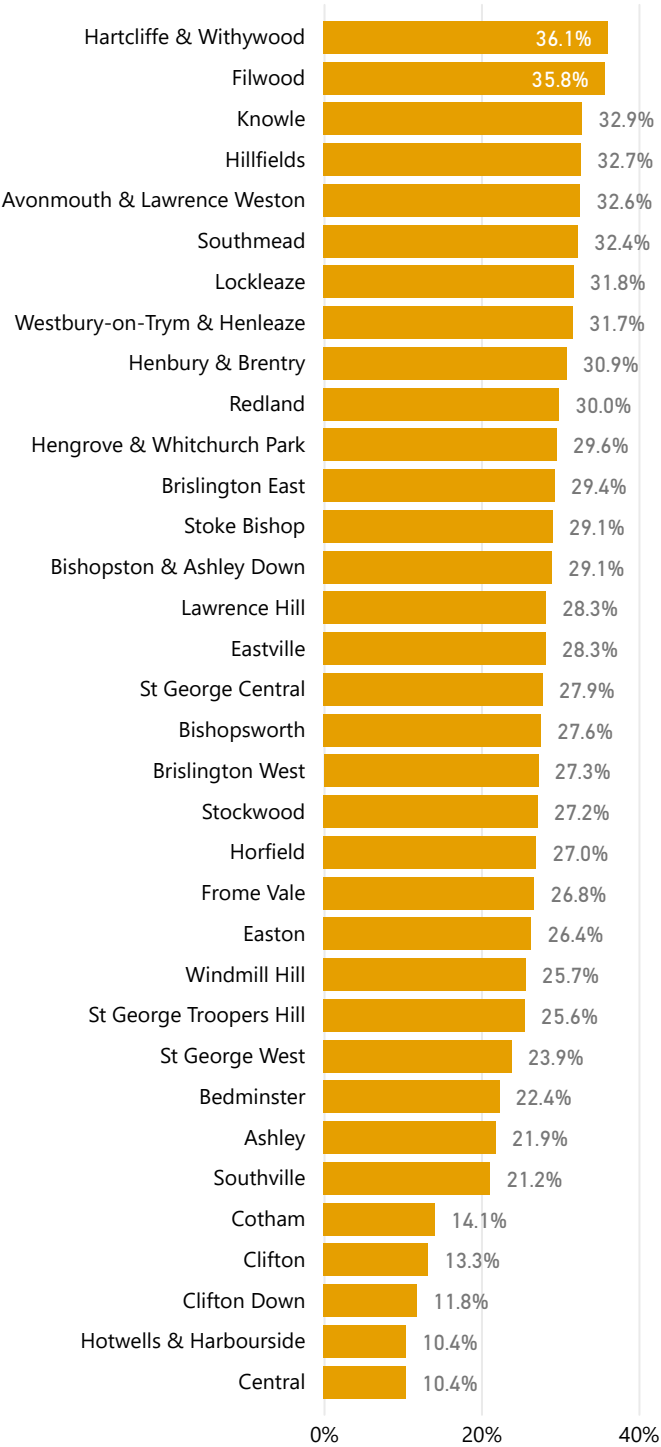 Hartcliffe & Withywood 36.1%
Filwood 35.8%
Knowle 32.9%
Hillfields 32.7%
Avonmouth & Lawrence Weston 32.6%
Southmead 32.4%
Lockleaze 31.8%
Westbury-on-Trym & Henleaze 31.7%
Henbury & Brentry 30.9%
Redland 30.0%
Hengrove & Whitchurch Park 29.6%
Brislington East 29.4%
Stoke Bishop 29.1%
Bishopston & Ashley Down 29.1%
Lawrence Hill 28.3%
Eastville 28.3%
St George Central 27.9%
Bishopsworth 27.6%
Brislington West 27.3%
Stockwood 27.2%
Horfield 27.0%
Frome Vale 26.8%
Easton 26.4%
Windmill Hill 25.7%
St George Troopers Hill 25.6%
St George West 23.9%
Bedminster 22.4%
Ashley 21.9%
Southville 21.2%
Cotham 14.1%
Clifton 13.3%
Clifton Down 11.8%
Hotwells & Harbourside 10.4%
Central 10.4%
0% 20% 40%